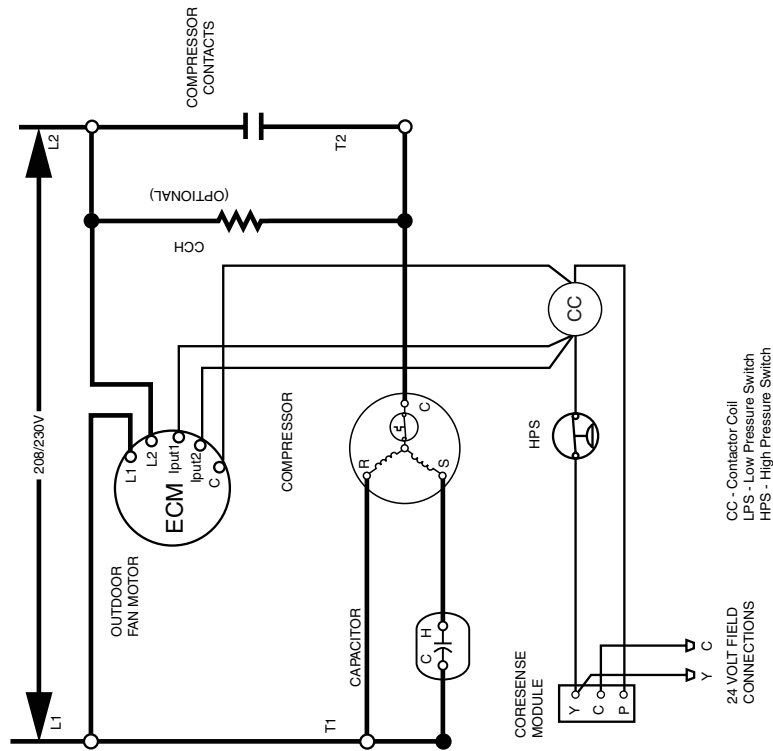 L1
208/230V
L2
OUTDOOR
FAN MOTOR
ECM
L1
L2
Iput1
Iput2
C
CCH
(OPTIONAL)
COMPRESSOR
CONTACTS
T1
T2
CAPACITOR
C
H
COMPRESSOR
R
S
C
CORESENSE
MODULE
Y
C
P
HPS
CC
Y
C
24 VOLT FIELD
CONNECTIONS
CC - Contactor Coil
LPS - Low Pressure Switch
HPS - High Pressure Switch